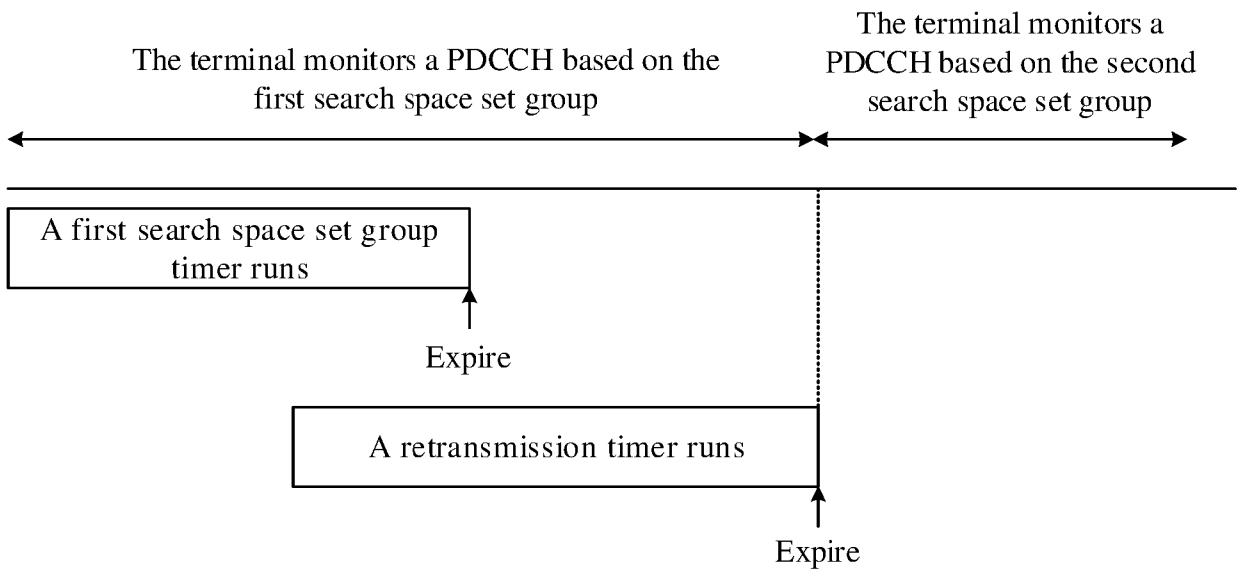 The terminal monitors a PDCCH based on the
first search space set group
The terminal monitors a
PDCCH based on the second
search space set group
A first search space set group
timer runs
Expire
A retransmission timer runs
Expire